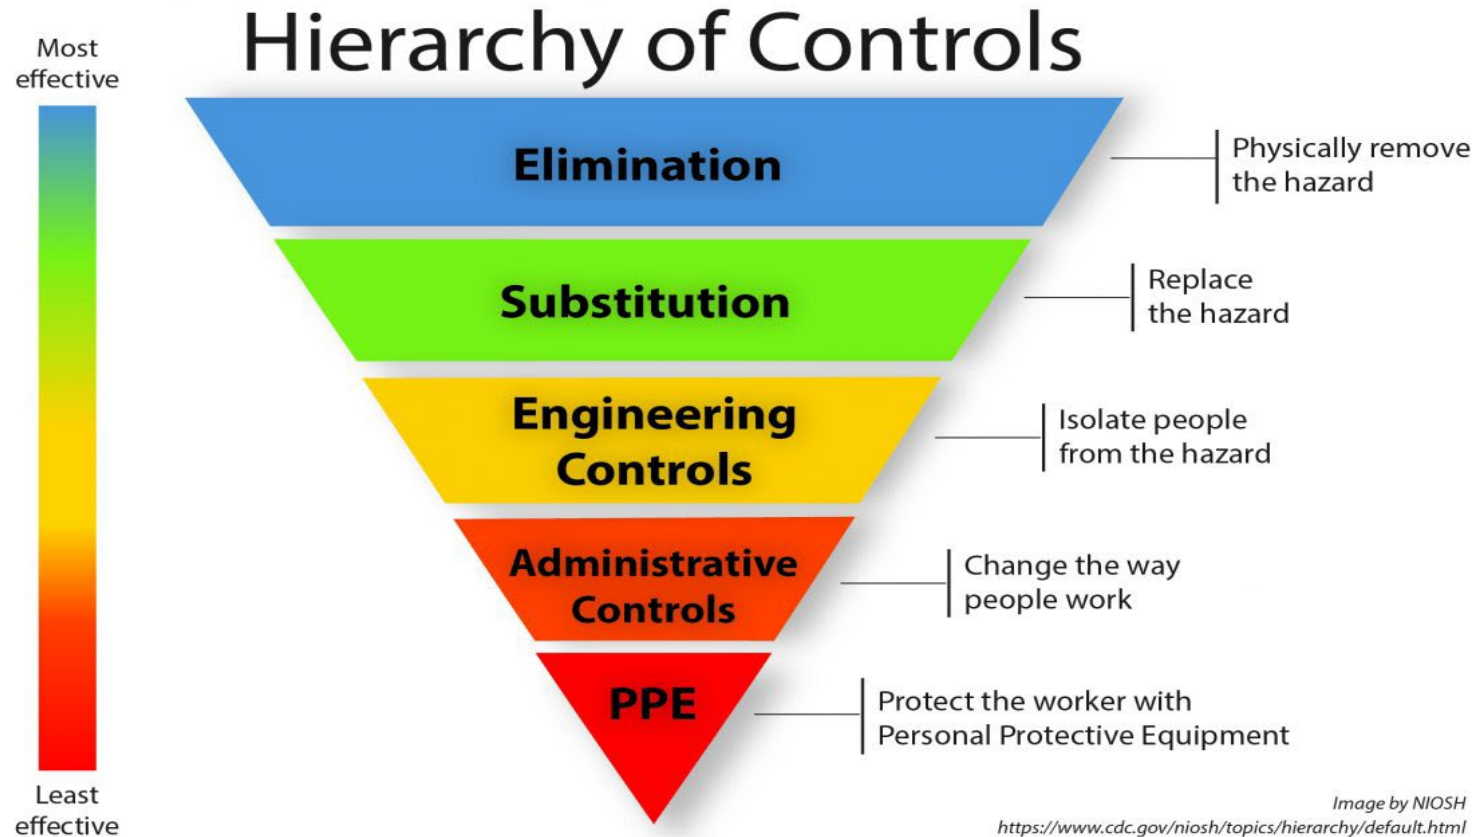 Hierarchy of Controls
Most
effective
Elimination
Physically remove
the hazard
Substitution
Replace
the hazard
Engineering
Controls
Isolate people
from the hazard
Administrative
Controls
Change the way
people work
PPE
Protect the worker with
Personal Protective Equipment
Least
effective
Image by NIOSH
https://www.cdc.gov/niosh/topics/hierarchy/default.html